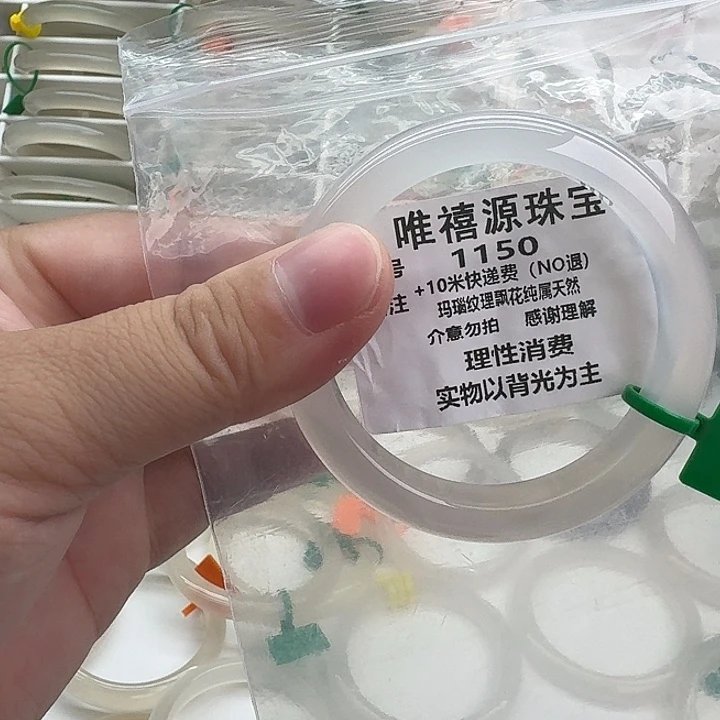 唯禧源珠宝
号 1150
注 +10米快递费（NO退）
玛瑙纹理飘花纯属天然
介意勿拍 感谢理解
理性消费
实物以背光为主